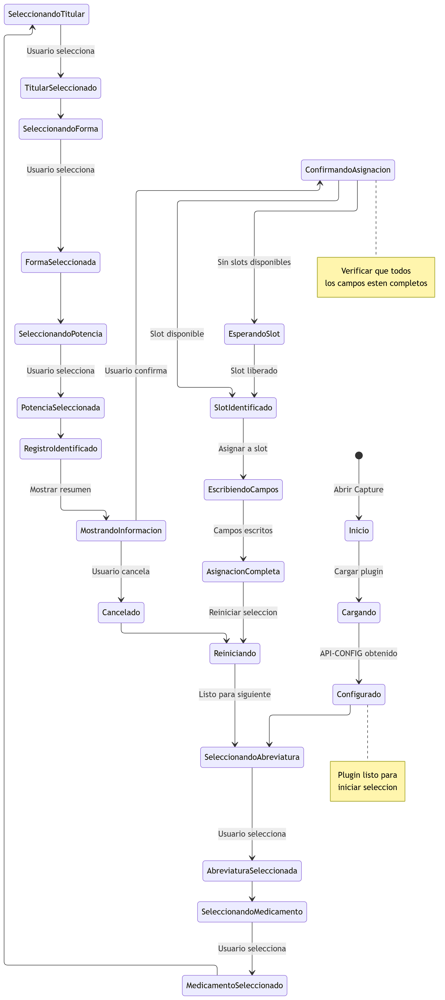 SeleccionandoTitular
Usuario selecciona
TitularSeleccionado
SeleccionandoForma
Usuario selecciona
ConfirmandoAsignacion
FormaSeleccionada
Sin slots disponibles
Verificar que todos
los campos esten completos
SeleccionandoPotencia
Slot disponible
EsperandoSlot
Usuario selecciona
Usuario confirma
Slot liberado
PotenciaSeleccionada
SlotIdentificado
RegistroIdentificado
Asignar a slot
Mostrar resumen
EscribiendoCampos
Abrir Capture
MostrandoInformacion
Campos escritos
Inicio
Usuario cancela
AsignacionCompleta
Cargar plugin
Cancelado
Reiniciar seleccion
Cargando
Reiniciando
API-CONFIG obtenido
Listo para siguiente
Configurado
SeleccionandoAbreviatura
Plugin listo para
iniciar seleccion
Usuario selecciona
AbreviaturaSeleccionada
SeleccionandoMedicamento
Usuario selecciona
MedicamentoSeleccionado